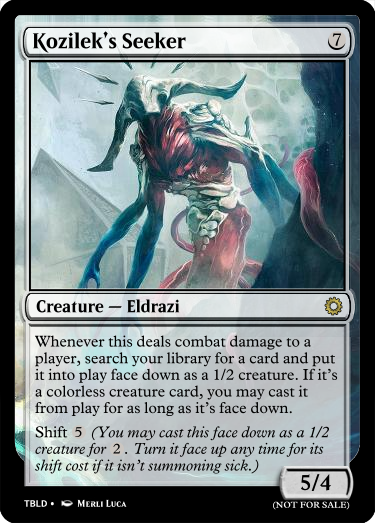 Kozilek's Seeker 7
Creature — Eldrazi
Whenever this deals combat damage to a
player, search your library for a card and put
it into play face down as a 1/2 creature. If it's
a colorless creature card, you may cast it
from play for as long as it's face down.
Shift 5 (You may cast this face down as a 1/2
creature for 2. Turn it face up any time for its
shift cost if it isn't summoning sick.)
5/4
TBLD • Merli Luca
(NOT FOR SALE)